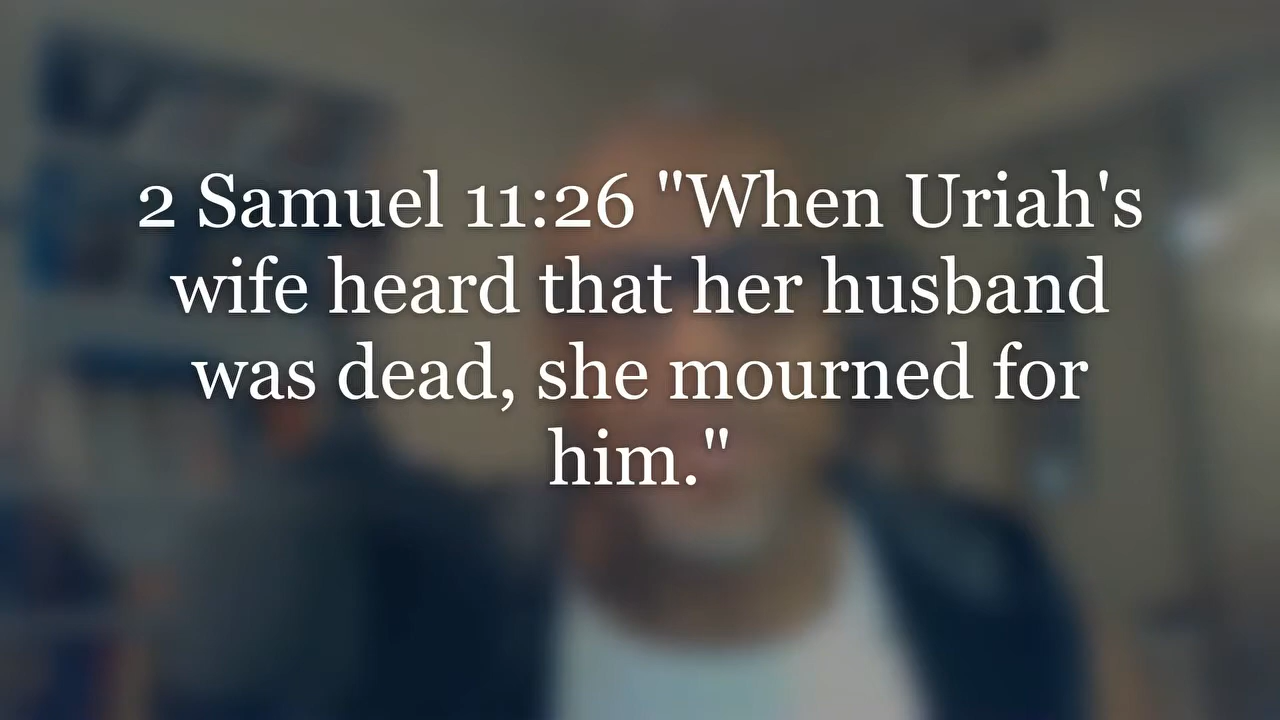 2 Samuel 11:26 "When Uriah's
wife heard that her husband
was dead, she mourned for
him."